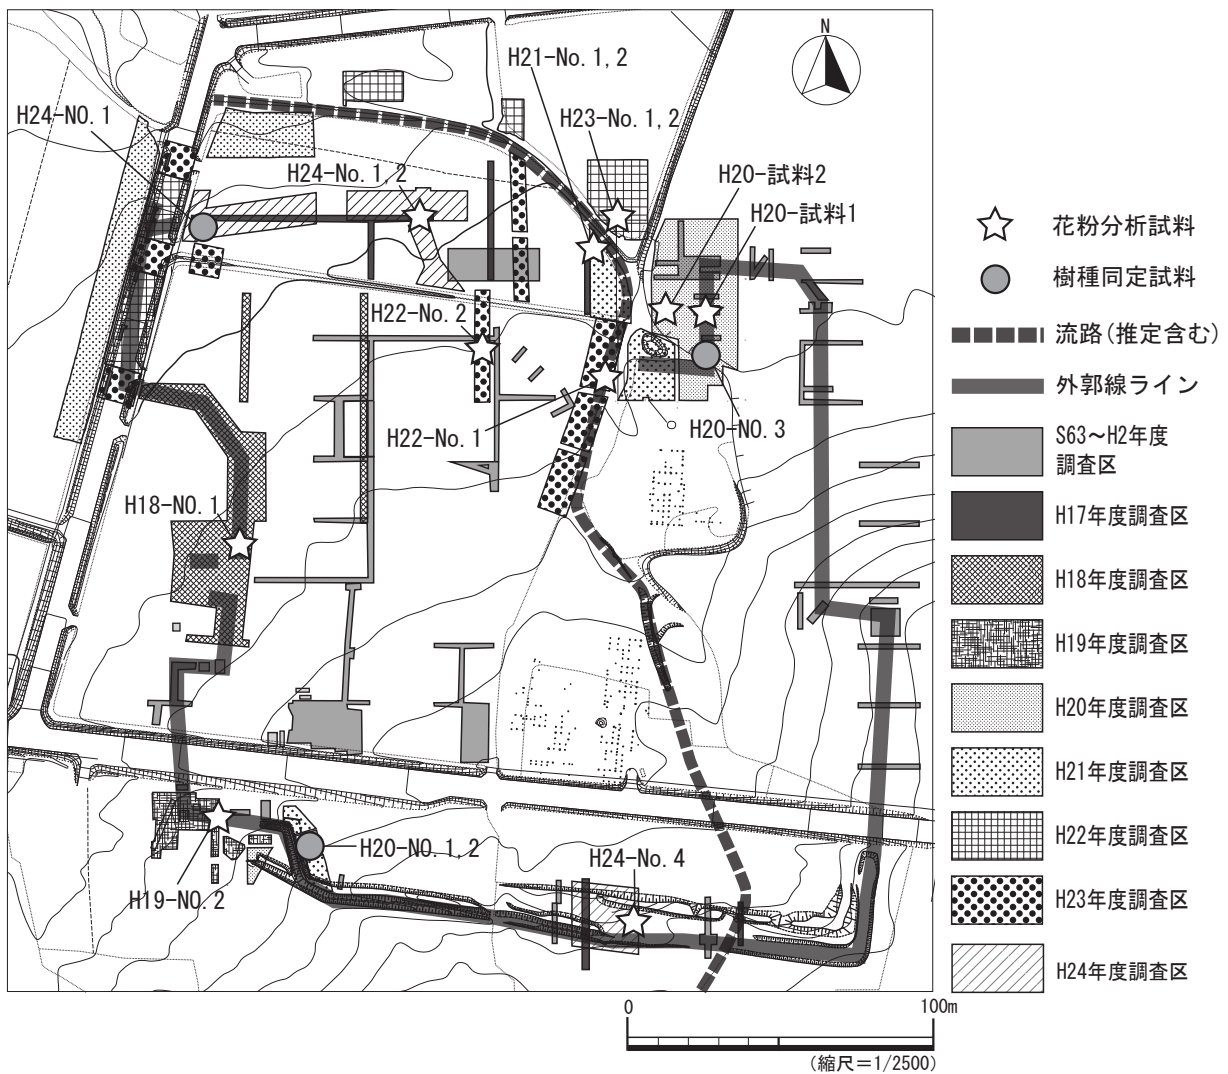 N
H21-No.1,2
H24-NO.1
H23-No.1,2
H24-No.1,2
H20-試料2
H20-試料1
H22-No.2
H22-No.1
H20-NO.3
H18-NO.1
H20-NO.1,2
H24-No.4
H19-NO.2
花粉分析試料
樹種同定試料
流路(推定含む)
外郭線ライン
S63～H2年度
調査区
H17年度調査区
H18年度調査区
H19年度調査区
H20年度調査区
H21年度調査区
H22年度調査区
H23年度調査区
H24年度調査区
0
100m
(縮尺＝1/2500)